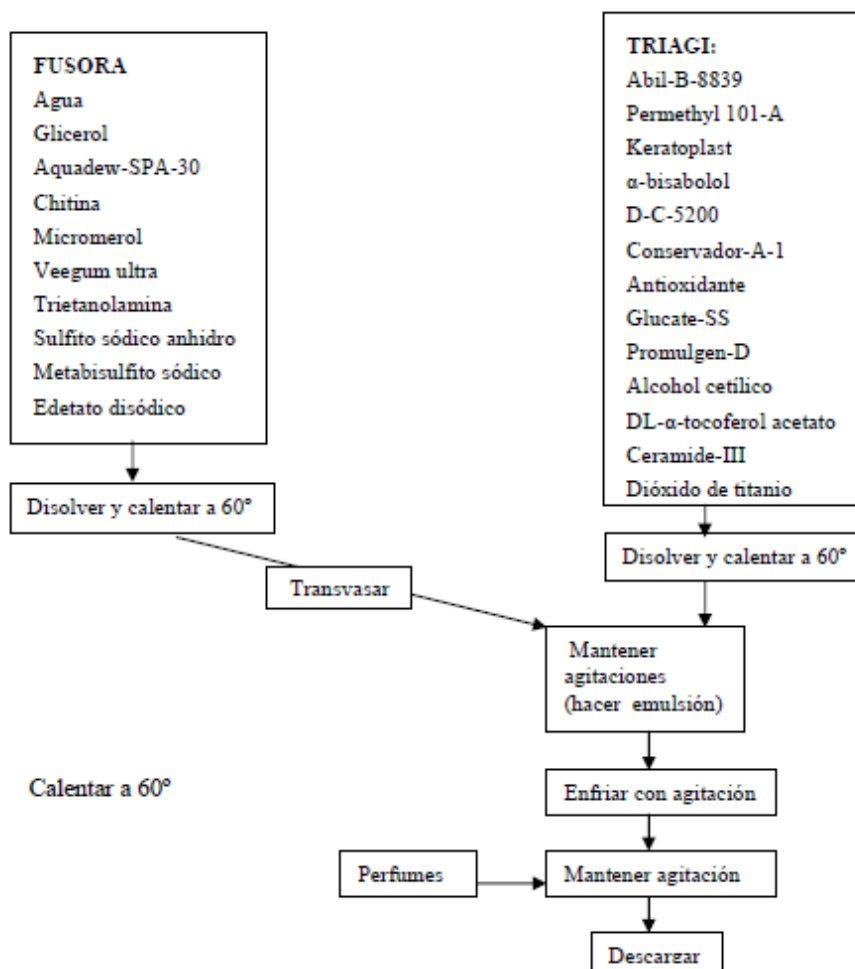 FUSORA
Agua
Glicerol
Aquadew-SPA-30
Chitina
Micromerol
Veegum ultra
Trietanolamina
Sulfito sódico anhidro
Metabisulfito sódico
Edetato disódico
TRIAGI:
Abil-B-8839
Permethyl 101-A
Keratoplast
α-bisabolol
D-C-5200
Conservador-A-1
Antioxidante
Glucate-SS
Promulgen-D
Alcohol cetílico
DL-α-tocoferol acetato
Ceramide-III
Dióxido de titanio
Disolver y calentar a 60º
Disolver y calentar a 60º
Transvasar
Mantener
agitaciones
(hacer emulsión)
Calentar a 60º
Enfriar con agitación
Perfumes
Mantener agitación
Descargar